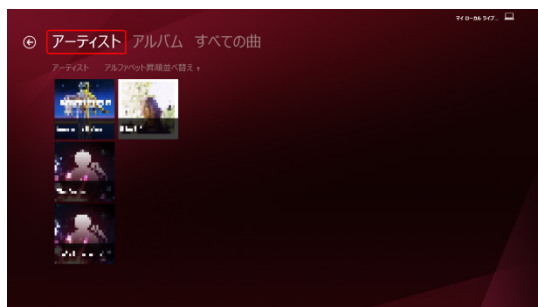 マイ ローカル ライブ...
アーティスト アルバム すべての曲
アーティスト アルファベット昇順並べ替え